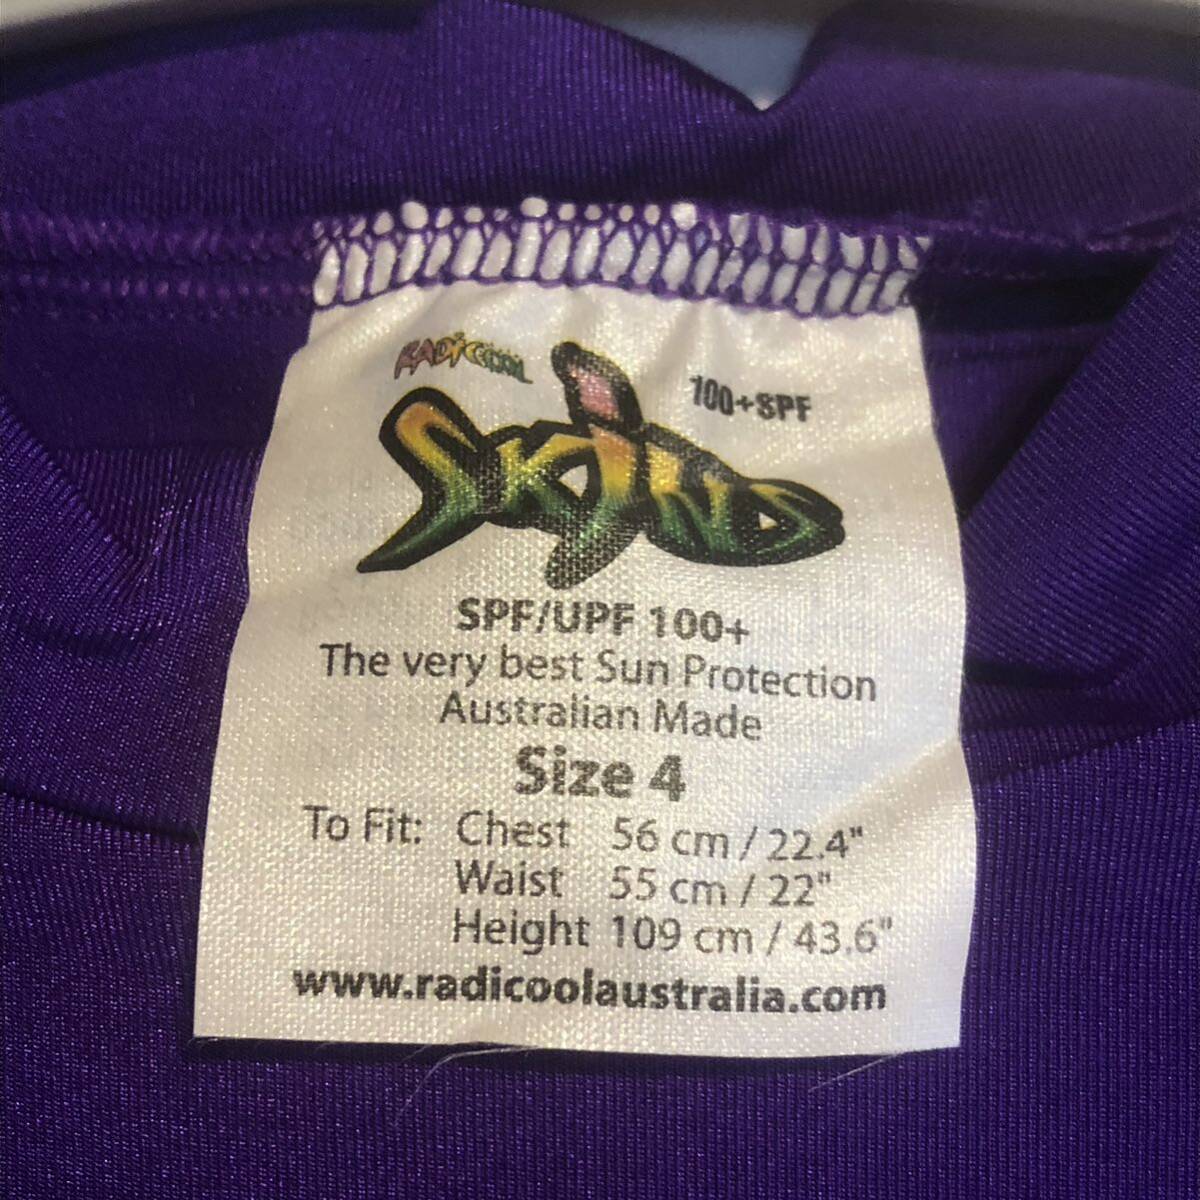 RADiCOOL
100+SPF
SKiNS
SPF/UPF 100+
The very best Sun Protection
Australian Made
Size 4
To Fit: Chest 56 cm / 22.4"
Waist 55 cm / 22"
Height 109 cm / 43.6"
www.radicoolaustralia.com